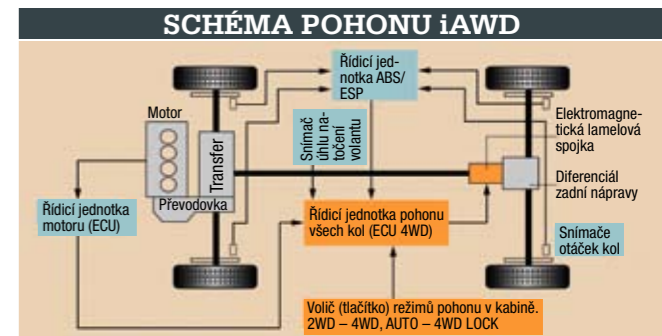 SCHÉMA POHONU iAWD
Řídicí jed-
notka ABS/
ESP
Motor
Snímač
úhlu na-
točení
volantu
Elektromagne-
tická lamelová
spojka
Transfer
Diferenciál
zadní nápravy
Převodovka
Řídicí jednotka
motoru (ECU)
Řídicí jednotka pohonu
všech kol (ECU 4WD)
Snímače
otáček kol
Volič (tlačítko) režimů pohonu v kabině.
2WD – 4WD, AUTO – 4WD LOCK